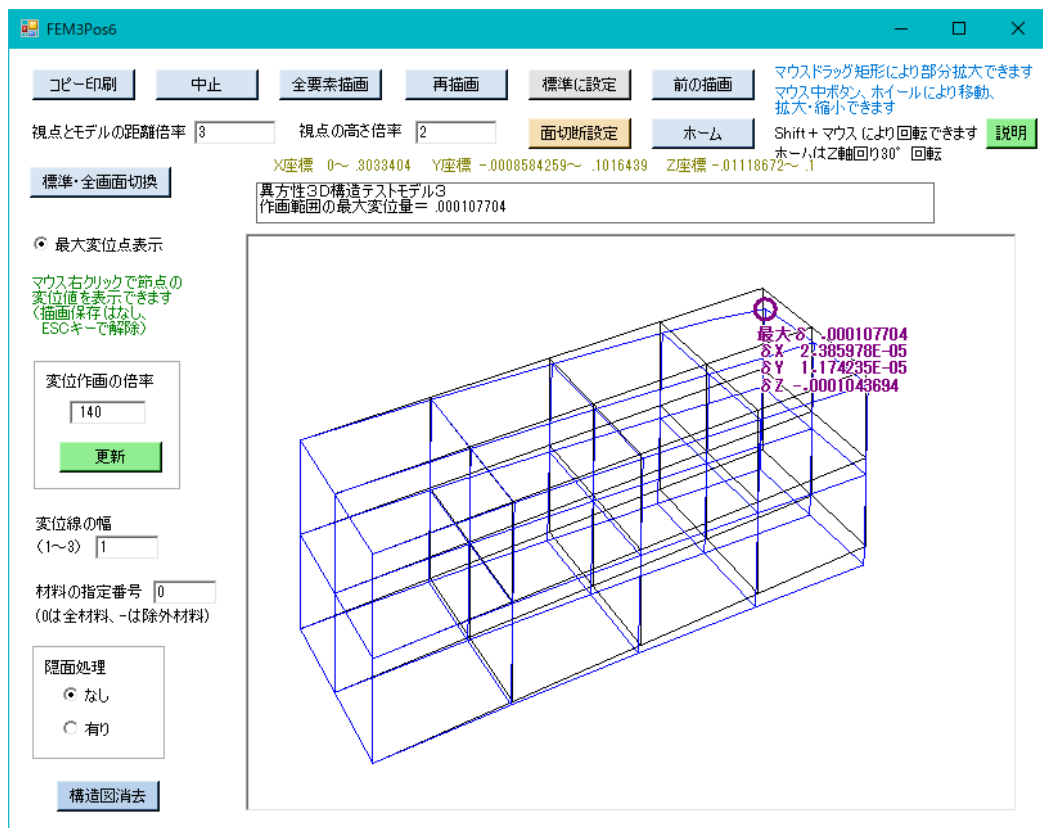 FEM3Pos6
コピー印刷 中止 全要素描画 再描画 標準に設定 前の描画
マウスドラッグ矩形により部分拡大できます
マウス中ボタン、ホイールにより移動、
拡大・縮小できます
視点とモデルの距離倍率 3 視点の高さ倍率 2 面切断設定 ホーム
Shift+マウスにより回転できます
ホームはZ軸回り30°回転
説明
標準・全画面切換
X座標 0～ .3033404 Y座標 -.0008584259～ .1016439 Z座標 -.01118672～ .1
異方性3D構造テストモデル3
作画範囲の最大変位量＝ .000107704
最大変位点表示
マウス右クリックで節点の
変位値を表示できます
(描画保存はなし、
ESCキーで解除)
変位作画の倍率
140
更新
変位線の幅
(1～3) 1
材料の指定番号 0
(0は全材料、-は除外材料)
隠面処理
なし
有り
構造図消去
最大δ .000107704
δX 2.385978E-05
δY 1.174235E-05
δZ -.0001043694